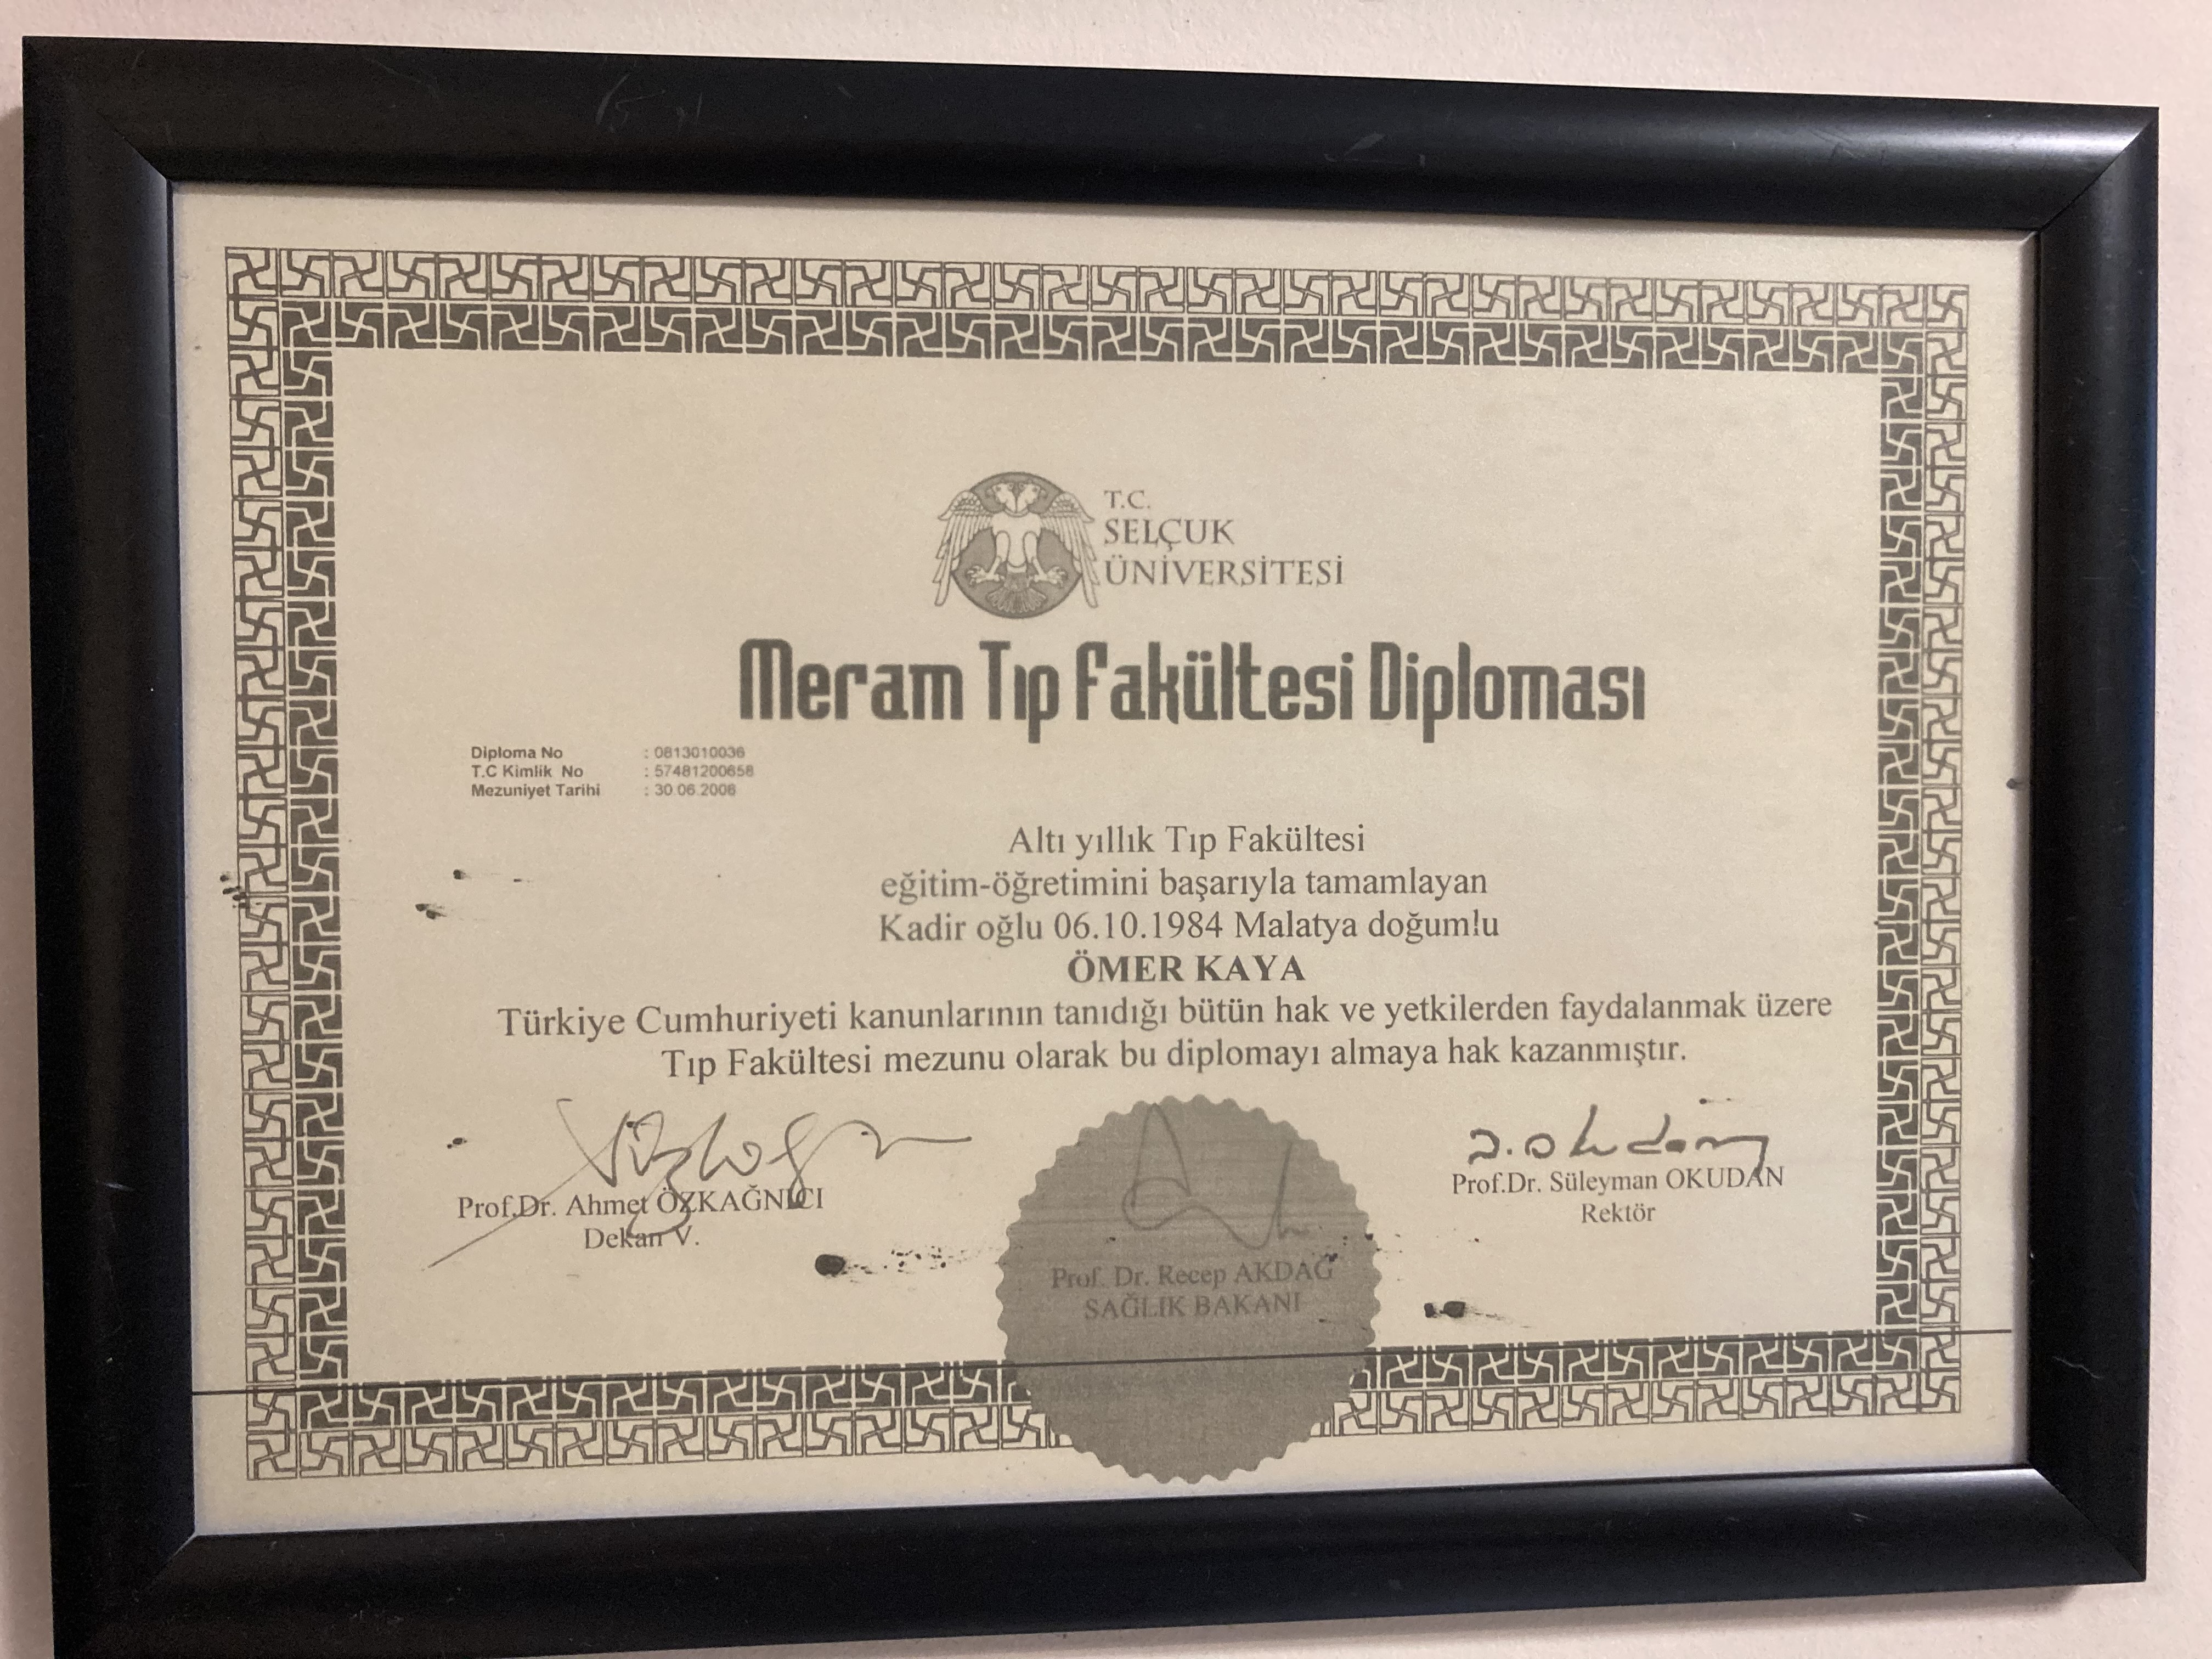 T.C.
SELÇUK
ÜNİVERSİTESİ
Meram Tıp Fakültesi Diploması
Diploma No : 0813010036
T.C Kimlik No : 57481200658
Mezuniyet Tarihi : 30.06.2008
Altı yıllık Tıp Fakültesi
eğitim-öğretimini başarıyla tamamlayan
Kadir oğlu 06.10.1984 Malatya doğumlu
ÖMER KAYA
Türkiye Cumhuriyeti kanunlarının tanıdığı bütün hak ve yetkilerden faydalanmak üzere
Tıp Fakültesi mezunu olarak bu diplomayı almaya hak kazanmıştır.
Prof.Dr. Ahmet ÖZKAĞNICI
Dekan V.
Prof. Dr. Recep AKDAĞ
SAĞLIK BAKANI
Prof.Dr. Süleyman OKUDAN
Rektör